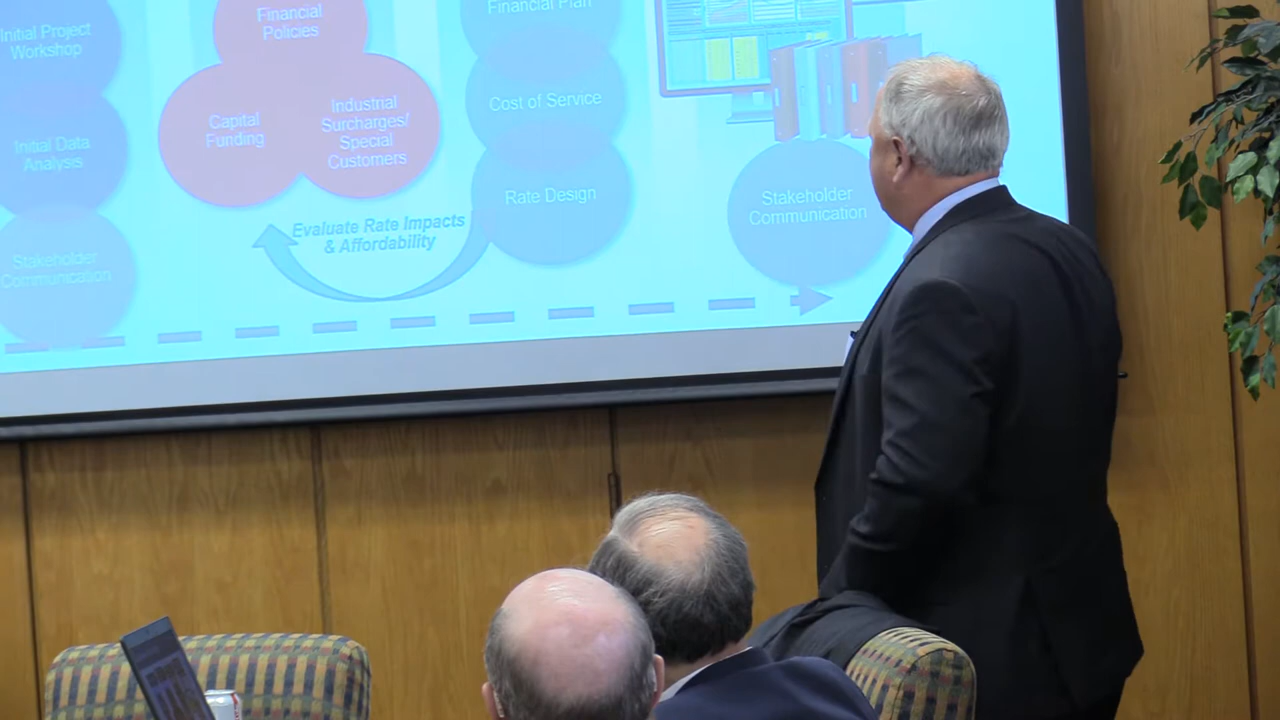 Initial Project
Workshop
Initial Data
Analysis
Stakeholder
Communication
Financial
Policies
Capital
Funding
Industrial
Surcharges/
Special
Customers
Evaluate Rate Impacts
& Affordability
Financial Plan
Cost of Service
Rate Design
Stakeholder
Communication